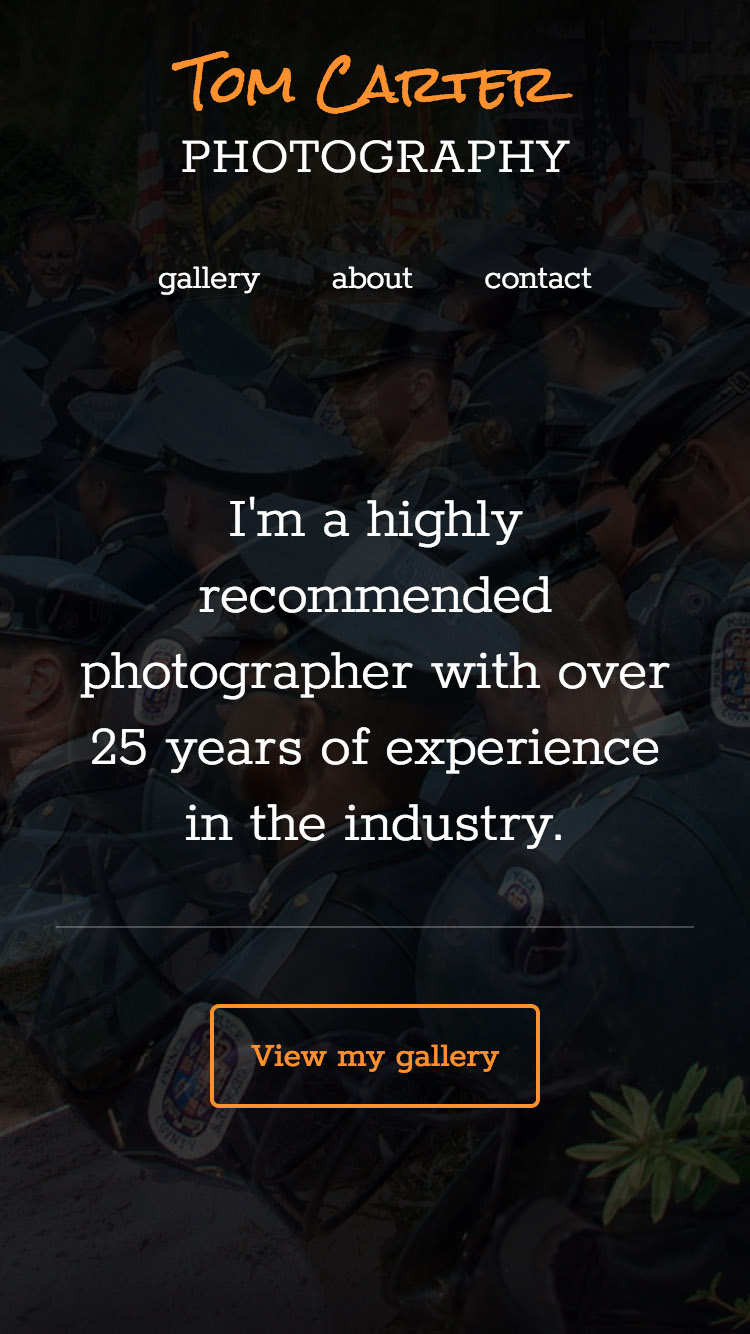 Tom Carter
PHOTOGRAPHY
gallery about contact
I'm a highly
recommended
photographer with over
25 years of experience
in the industry.
View my gallery